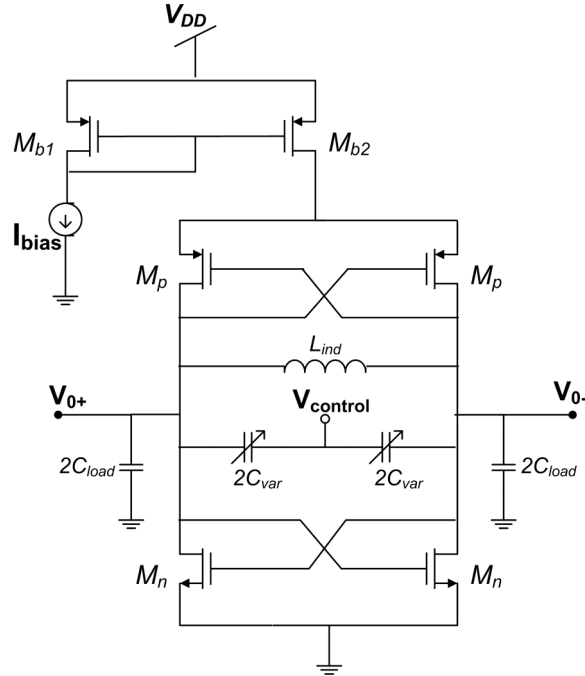 VDD
Mb1
Mb2
Ibias
Mp
Mp
Lind
V0+
Vcontrol
V0-
2Cload
2Cvar
2Cvar
2Cload
Mn
Mn